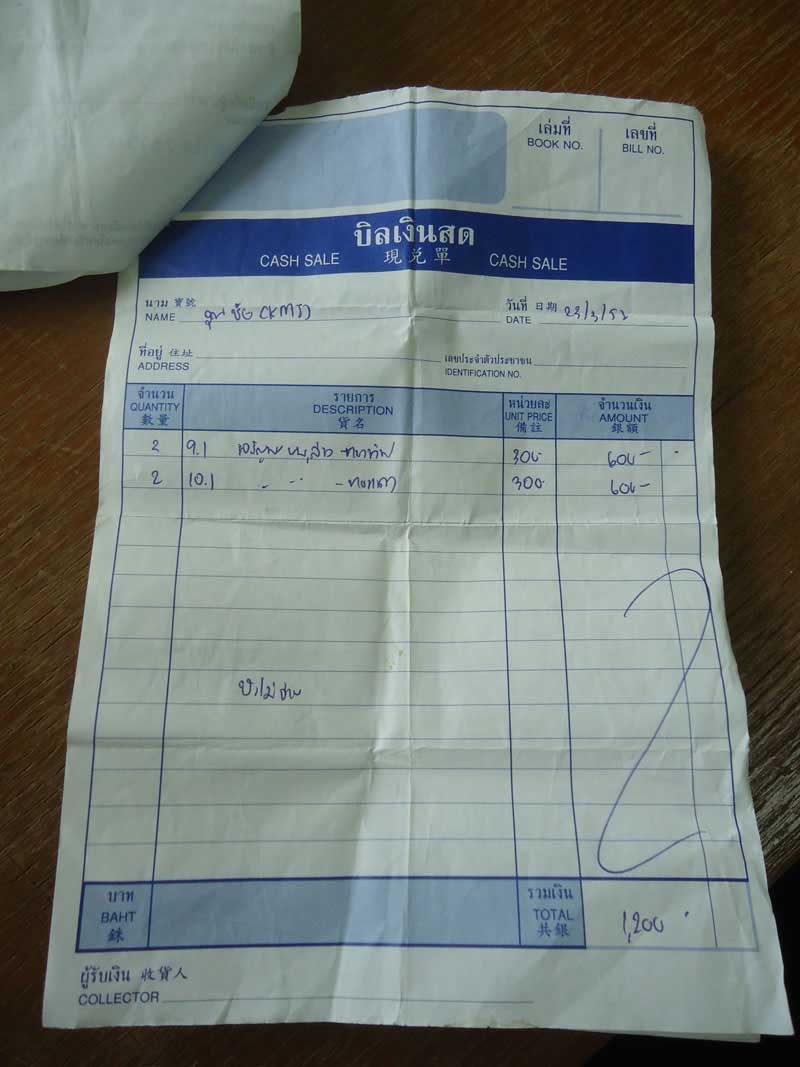 เล่มที่ เลขที่
BOOK NO. BILL NO.
บิลเงินสด
CASH SALE 現兌單 CASH SALE
นาม 寶號 วันที่ 日期
NAME (KMJ) DATE 23/3/52
ที่อยู่ 住址 เลขประจำตัวประชาชน
ADDRESS IDENTIFICATION NO.
จำนวน รายการ หน่วยละ จำนวนเงิน
QUANTITY DESCRIPTION UNIT PRICE AMOUNT
數量 貨名 備註 銀額
2 9.1 300 600 -
2 10.1 300 600 -
บาท รวมเงิน
BAHT TOTAL 1,200
銖 共銀
ผู้รับเงิน 收貨人
COLLECTOR